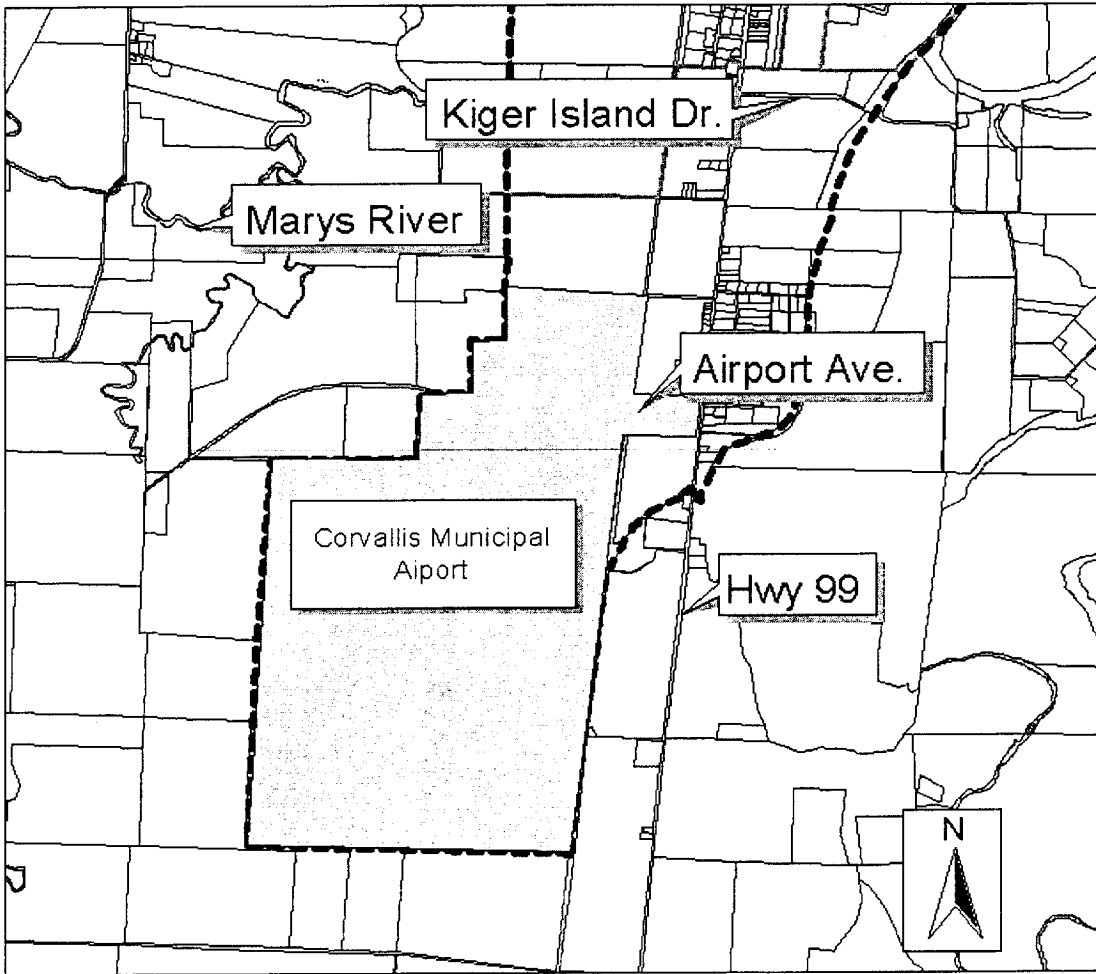 Kiger Island Dr.
Marys River
Airport Ave.
Corvallis Municipal
Aiport
Hwy 99
N